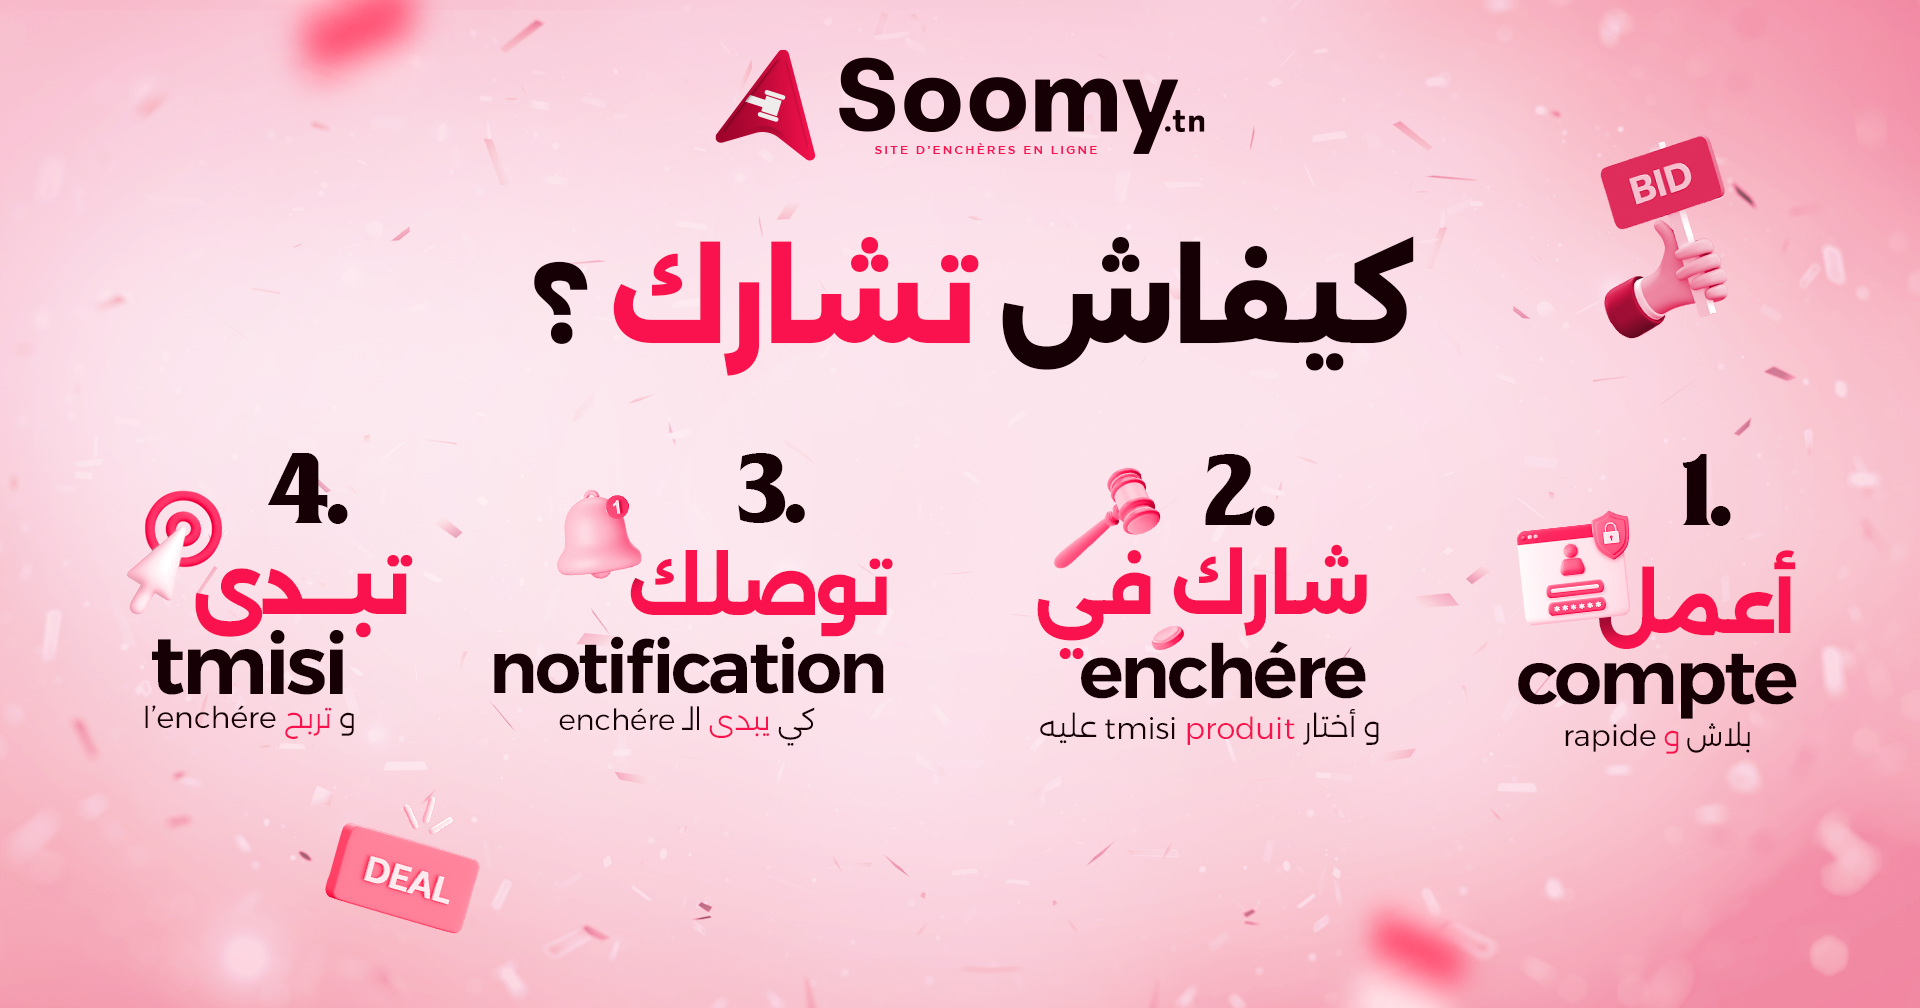 Soomy.tn
SITE D'ENCHÈRES EN LIGNE
BID
كيفاش تشارك ؟
1.
أعمل
compte
بلاش و rapide
2.
شارك في
enchére
و أختار produit tmisi عليه
3.
توصلك
notification
كي يبدى الـ enchére
1
4.
تبـدى
tmisi
و تربح l'enchére
DEAL